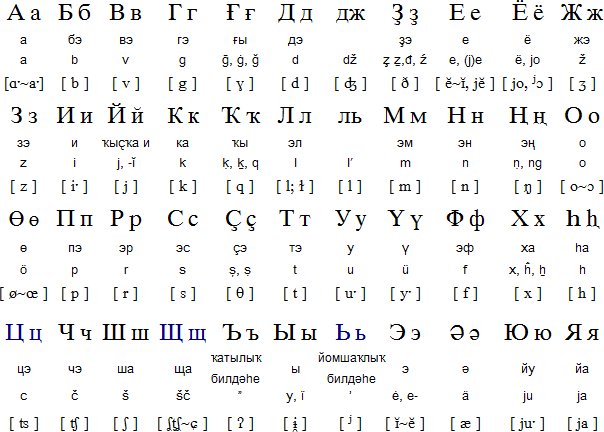 А а Б б В в Г г Ғ ғ Д д дж Ҙ ҙ Е е Ё ё Ж ж
а бэ вэ гэ ғы дэ ҙэ е ё жэ
a b v g g̅, ġ, ğ d dž z̧ ẕ,đ, ź e, (j)e ë, jo ž
[ɑ˖~a˖] [ b ] [ v ] [ g ] [ ɣ ] [ d ] [ ʤ ] [ ð ] [ ĕ~ĭ, jĕ ] [ jo, ʲɔ ] [ ʒ ]
З з И и Й й К к Ҡ ҡ Л л ль М м Н н Ң ң О о
зэ и ҡыҫҡа и ка ҡы эл эм эн эң о
z i j, -ĭ k ḳ, ḵ, q l l′ m n ṇ, ng o
[ z ] [ i˖ ] [ j ] [ k ] [ q ] [ l; ɫ ] [ l ] [ m ] [ n ] [ ŋ ] [ o~ɔ ]
Ө ө П п Р р С с Ҫ ҫ Т т У у Ү ү Ф ф Х х Һ һ
ө пэ эр эс ҫэ тэ у ү эф ха һа
ö p r s ș, ṣ t u ü f x, ĥ, ẖ h
[ ø~œ ] [ p ] [ r ] [ s ] [ θ ] [ t ] [ u˖ ] [ y˖ ] [ f ] [ x ] [ h ]
Ц ц Ч ч Ш ш Щ щ Ъ ъ Ы ы Ь ь Э э Ә ә Ю ю Я я
цэ чэ ша ща ҡатылыҡ билдәһе ы йомшаҡлыҡ билдәһе э ә йу йа
c č š šč ” y, ï ’ ė, e- ä ju ja
[ ts ] [ ʧ ] [ ʃ ] [ ʃʧ~ɕ ] [ ʔ ] [ ɨ ] [ ʲ ] [ ĭ~ĕ ] [ æ ] [ ju˖ ] [ ja ]